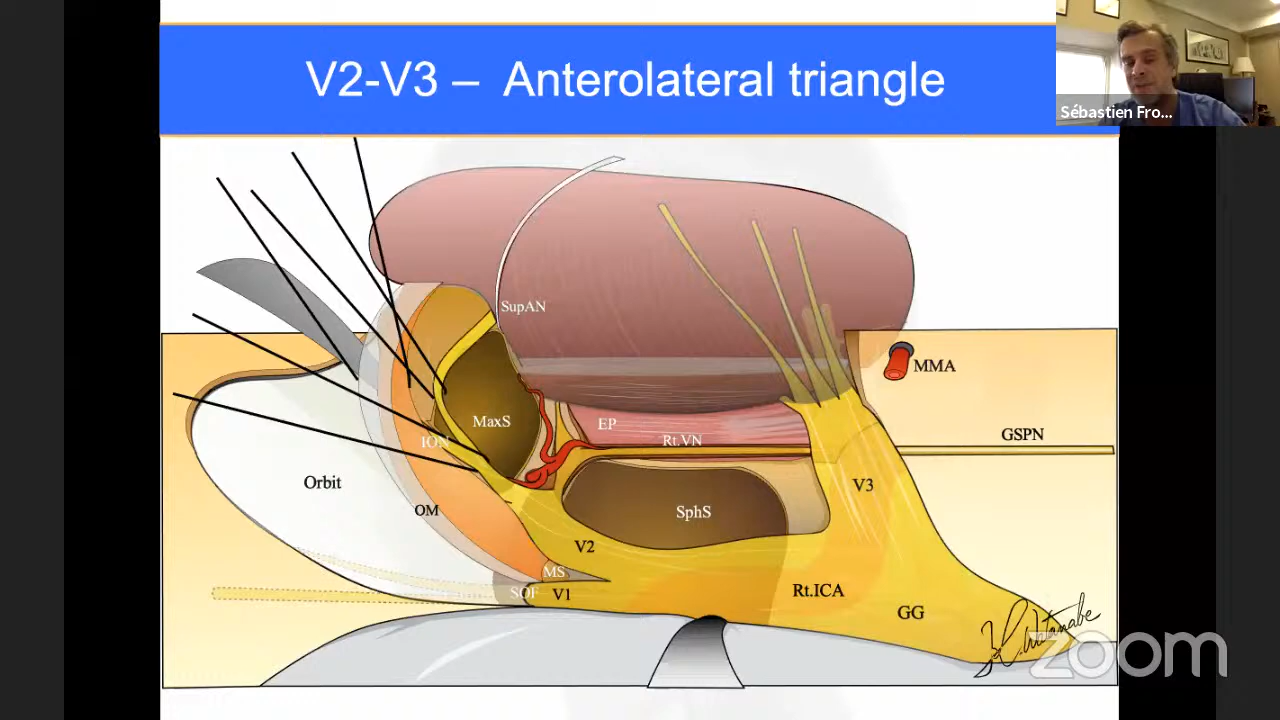 V2-V3 – Anterolateral triangle
Sébastien Fro...
SupAN
MMA
MaxS
EP
ION
Rt.VN
GSPN
Orbit
V3
OM
SphS
V2
MS
SOF
V1
Rt.ICA
GG
Watanabe
zoom